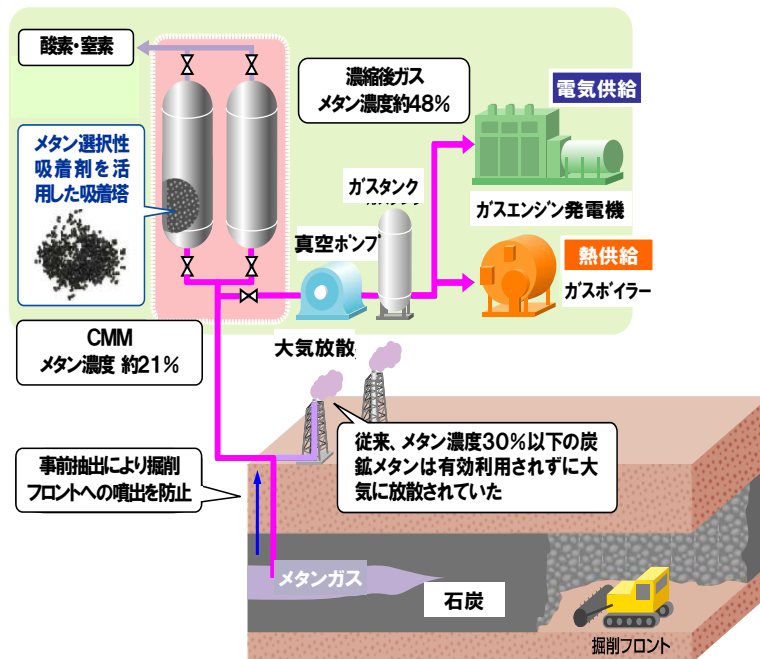 酸素・窒素
濃縮後ガス
メタン濃度約48%
電気供給
メタン選択性
吸着剤を活
用した吸着塔
ガスタンク
ガスエンジン発電機
真空ポンプ
熱供給
ガスボイラー
CMM
メタン濃度 約21%
大気放散
従来、メタン濃度30%以下の炭
鉱メタンは有効利用されずに大
気に放散されていた
事前抽出により掘削
フロントへの噴出を防止
メタンガス
石炭
掘削フロント